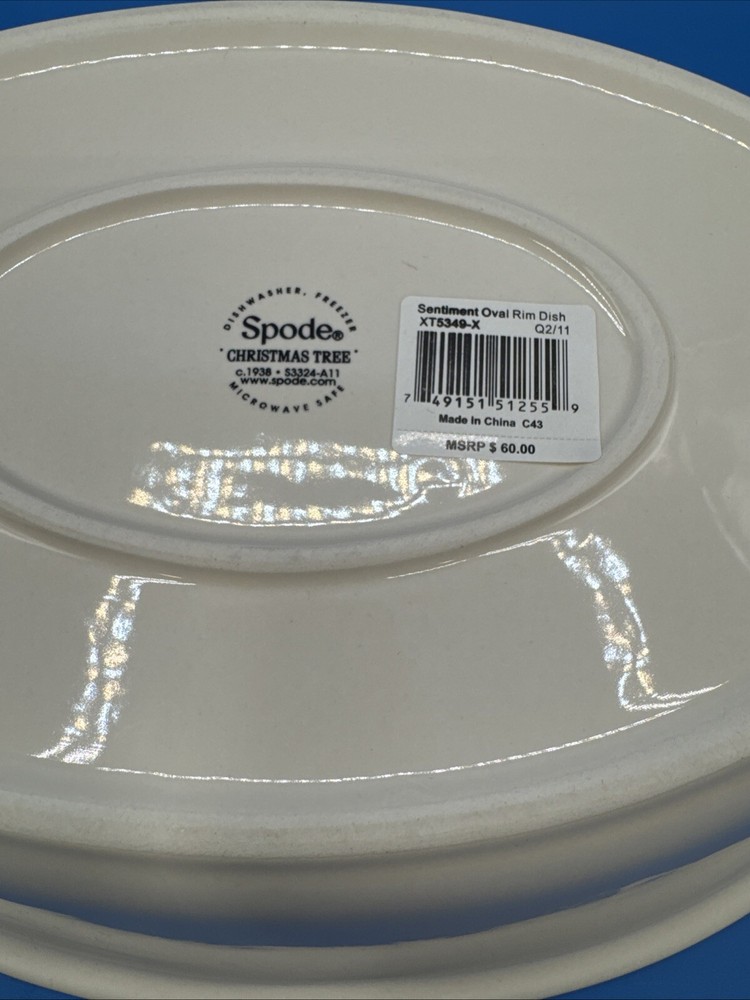 DISHWASHER, FREEZER
Spode®
CHRISTMAS TREE
c.1938 • S3324-A11
www.spode.com
MICROWAVE SAFE
Sentiment Oval Rim Dish
XT5349-X Q2/11
7 49151 51255 9
Made In China C43
MSRP $ 60.00